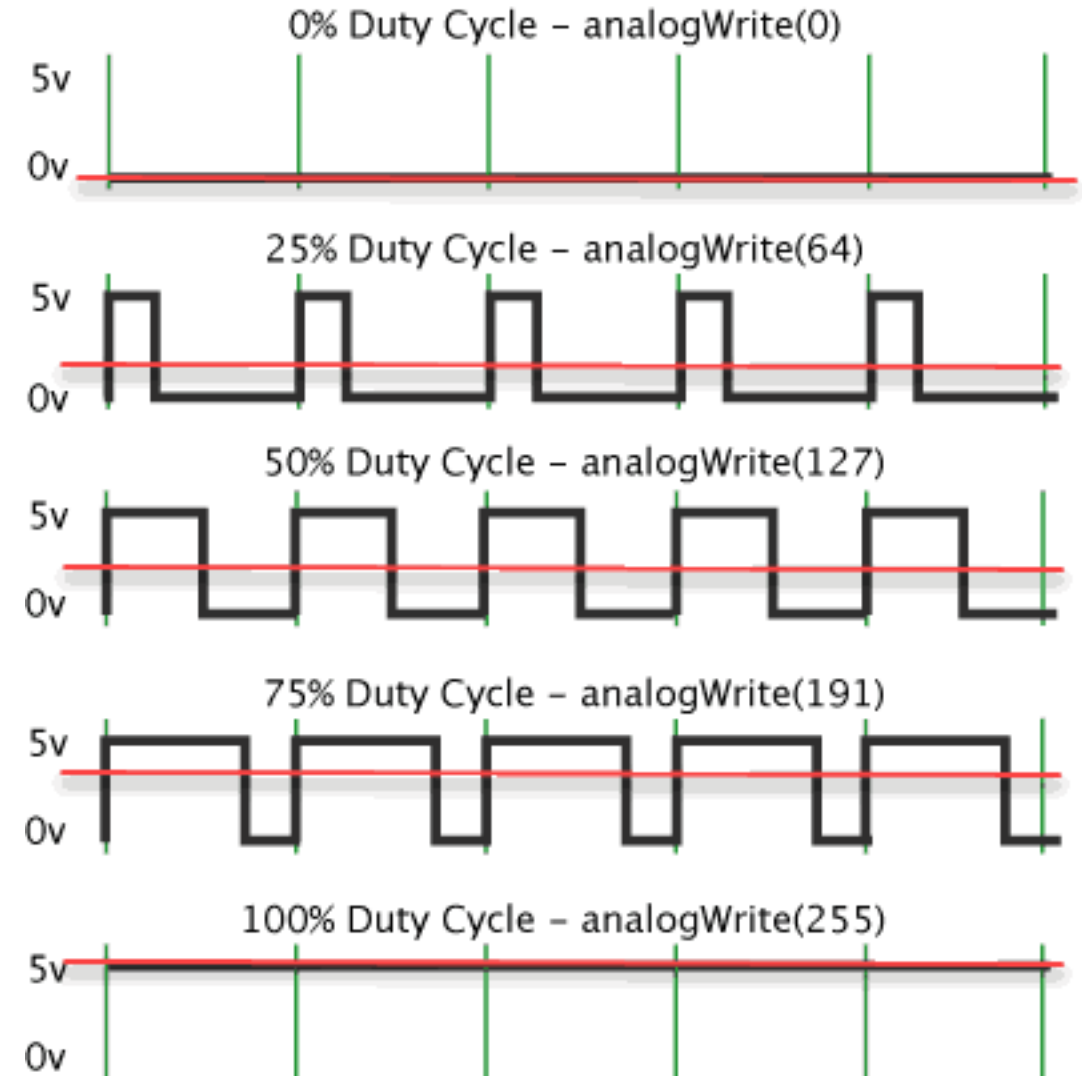 0% Duty Cycle – analogWrite(0)
5v
0v
25% Duty Cycle – analogWrite(64)
5v
0v
50% Duty Cycle – analogWrite(127)
5v
0v
75% Duty Cycle – analogWrite(191)
5v
0v
100% Duty Cycle – analogWrite(255)
5v
0v